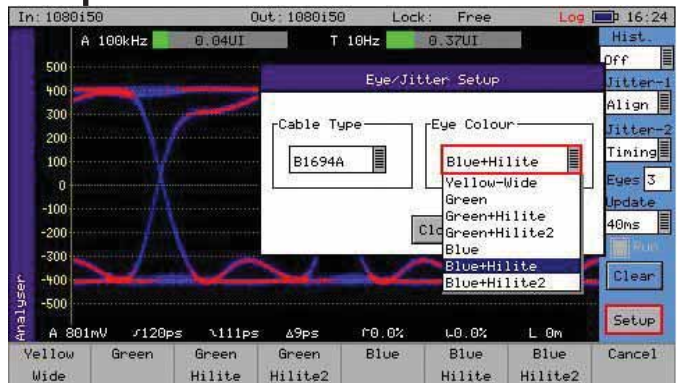 In: 1080i50 Out: 1080i50 Lock: Free Log 16:24
A 100kHz 0.04UI T 10Hz 0.37UI
Hist.
Off
Jitter-1
Align
Jitter-2
Timing
Eyes 3
Update
40ms
Run
Clear
Setup
500
400
300
200
100
0
-100
-200
-300
-400
-500
Analyser
Eye/Jitter Setup
Cable Type
B1694A
Eye Colour
Blue+Hilite
Yellow-Wide
Green
Green+Hilite
Green+Hilite2
Blue
Blue+Hilite
Blue+Hilite2
A 801mV 120ps 111ps Δ9ps 0.0% 0.0% L 0m
Yellow Wide
Green
Green Hilite
Green Hilite2
Blue
Blue Hilite
Blue Hilite2
Cancel